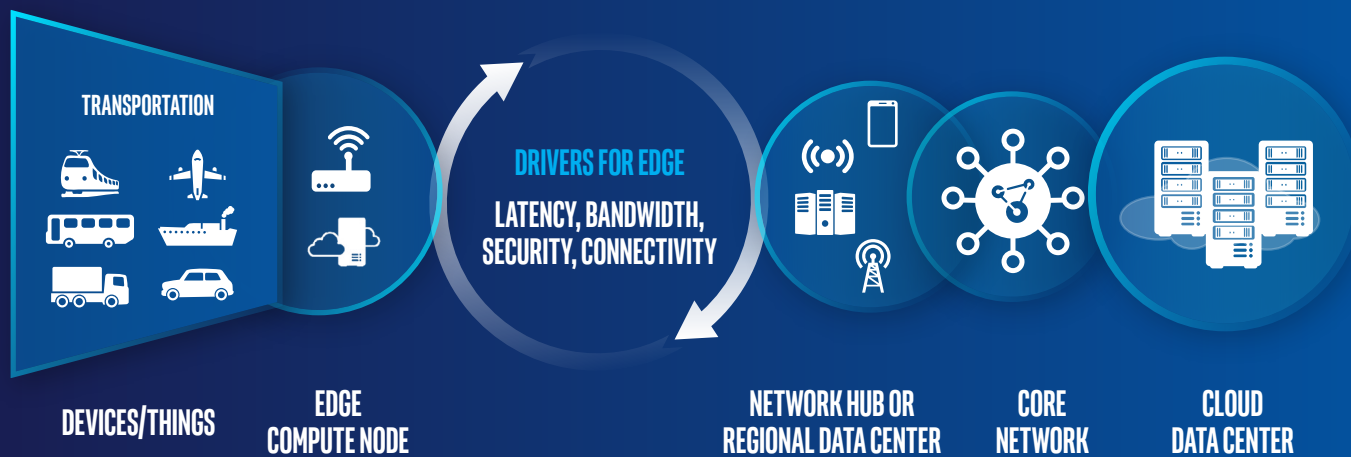 TRANSPORTATION
DRIVERS FOR EDGE
LATENCY, BANDWIDTH,
SECURITY, CONNECTIVITY
DEVICES/THINGS
EDGE
COMPUTE NODE
NETWORK HUB OR
REGIONAL DATA CENTER
CORE
NETWORK
CLOUD
DATA CENTER